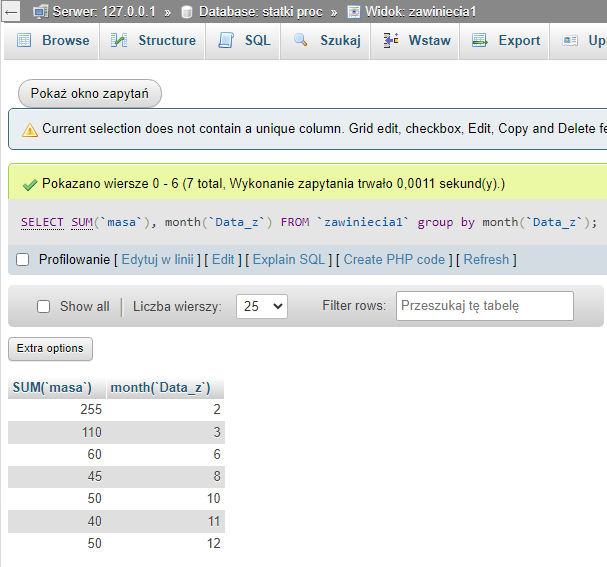 ← Serwer: 127.0.0.1 » Database: statki proc » Widok: zawiniecia1
Browse Structure SQL Szukaj Wstaw Export
Pokaż okno zapytań
Current selection does not contain a unique column. Grid edit, checkbox, Edit, Copy and Delete fe
Pokazano wiersze 0 - 6 (7 total, Wykonanie zapytania trwało 0,0011 sekund(y).)
SELECT SUM(`masa`), month(`Data_z`) FROM `zawiniecia1` group by month(`Data_z`);
Profilowanie [ Edytuj w linii ] [ Edit ] [ Explain SQL ] [ Create PHP code ] [ Refresh ]
Show all | Liczba wierszy: 25 Filter rows: Przeszukaj tę tabelę
Extra options
SUM(`masa`) month(`Data_z`)
255 2
110 3
60 6
45 8
50 10
40 11
50 12